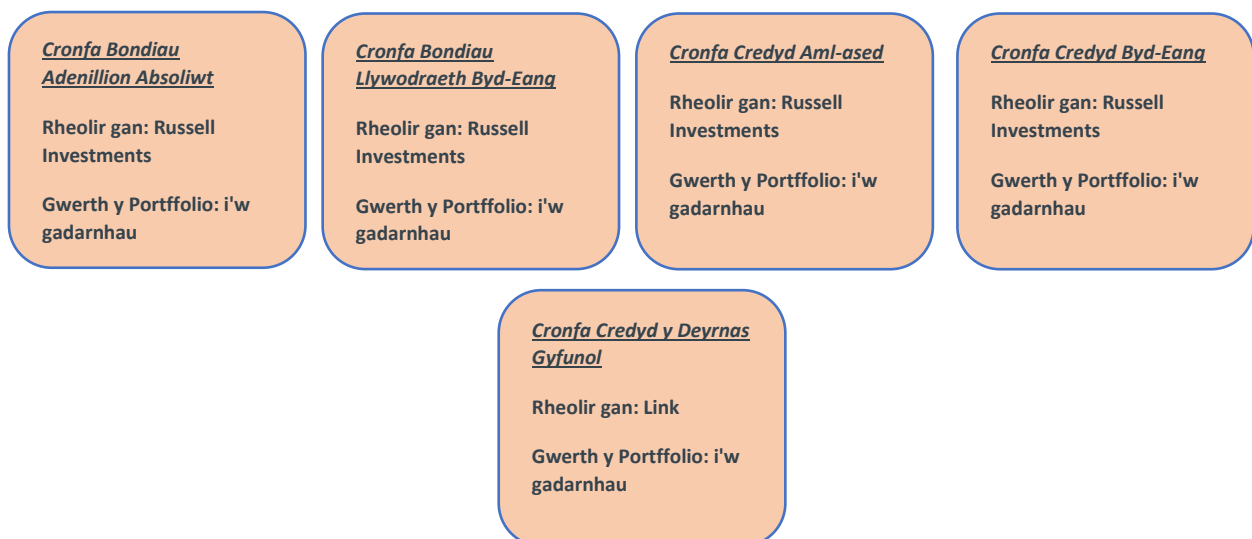 Cronfa Bondiau
Adenillion Absoliwt
Rheolir gan: Russell
Investments
Gwerth y Portffolio: i'w
gadarnhau
Cronfa Bondiau
Llywodraeth Byd-Eang
Rheolir gan: Russell
Investments
Gwerth y Portffolio: i'w
gadarnhau
Cronfa Credyd Aml-ased
Rheolir gan: Russell
Investments
Gwerth y Portffolio: i'w
gadarnhau
Cronfa Credyd Byd-Eang
Rheolir gan: Russell
Investments
Gwerth y Portffolio: i'w
gadarnhau
Cronfa Credyd y Deyrnas
Gyfunol
Rheolir gan: Link
Gwerth y Portffolio: i'w
gadarnhau